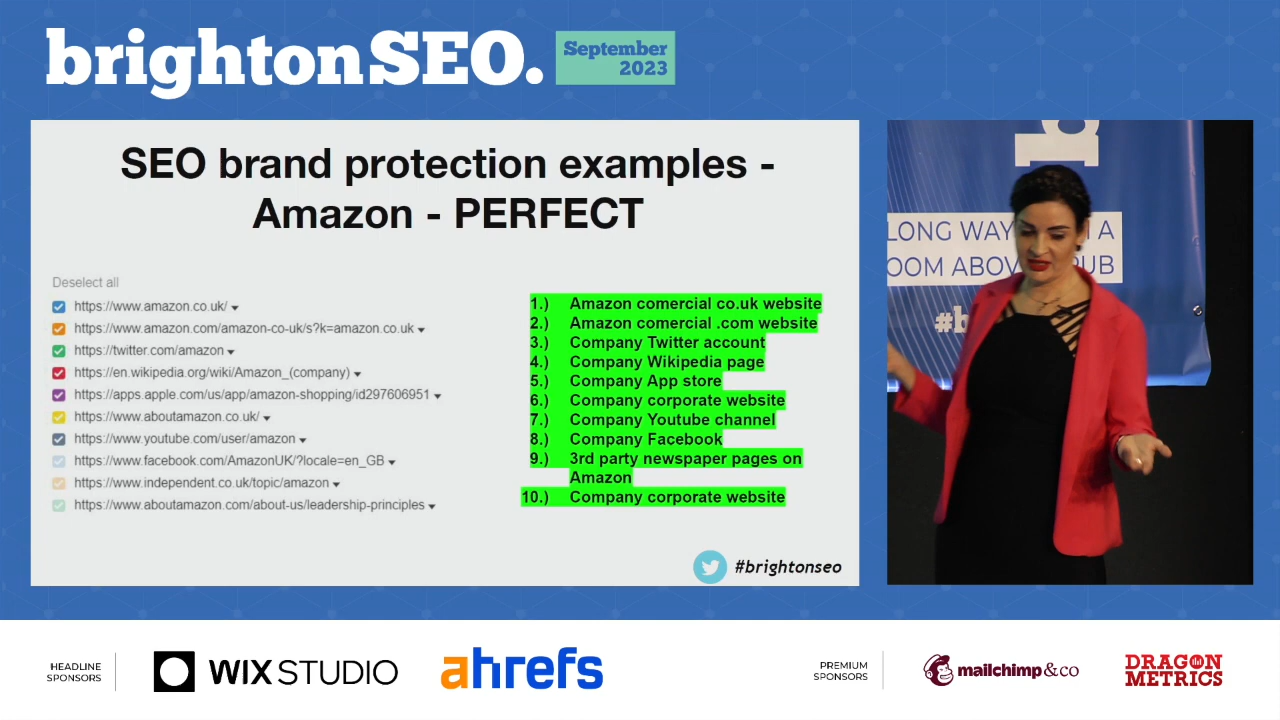 brightonSEO.
September
2023
SEO brand protection examples -
Amazon - PERFECT
Deselect all
https://www.amazon.co.uk/
https://www.amazon.com/amazon-co-uk/s?k=amazon.co.uk
https://twitter.com/amazon
https://en.wikipedia.org/wiki/Amazon_(company)
https://apps.apple.com/us/app/amazon-shopping/id297606951
https://www.aboutamazon.co.uk/
https://www.youtube.com/user/amazon
https://www.facebook.com/AmazonUK/?locale=en_GB
https://www.independent.co.uk/topic/amazon
https://www.aboutamazon.com/about-us/leadership-principles
1.) Amazon comercial co.uk website
2.) Amazon comercial .com website
3.) Company Twitter account
4.) Company Wikipedia page
5.) Company App store
6.) Company corporate website
7.) Company Youtube channel
8.) Company Facebook
9.) 3rd party newspaper pages on
Amazon
10.) Company corporate website
#brightonseo
LONG WAY A
OOM ABOV PUB
#b
HEADLINE
SPONSORS
WIX STUDIO
ahrefs
PREMIUM
SPONSORS
mailchimp&co
DRAGON
METRICS